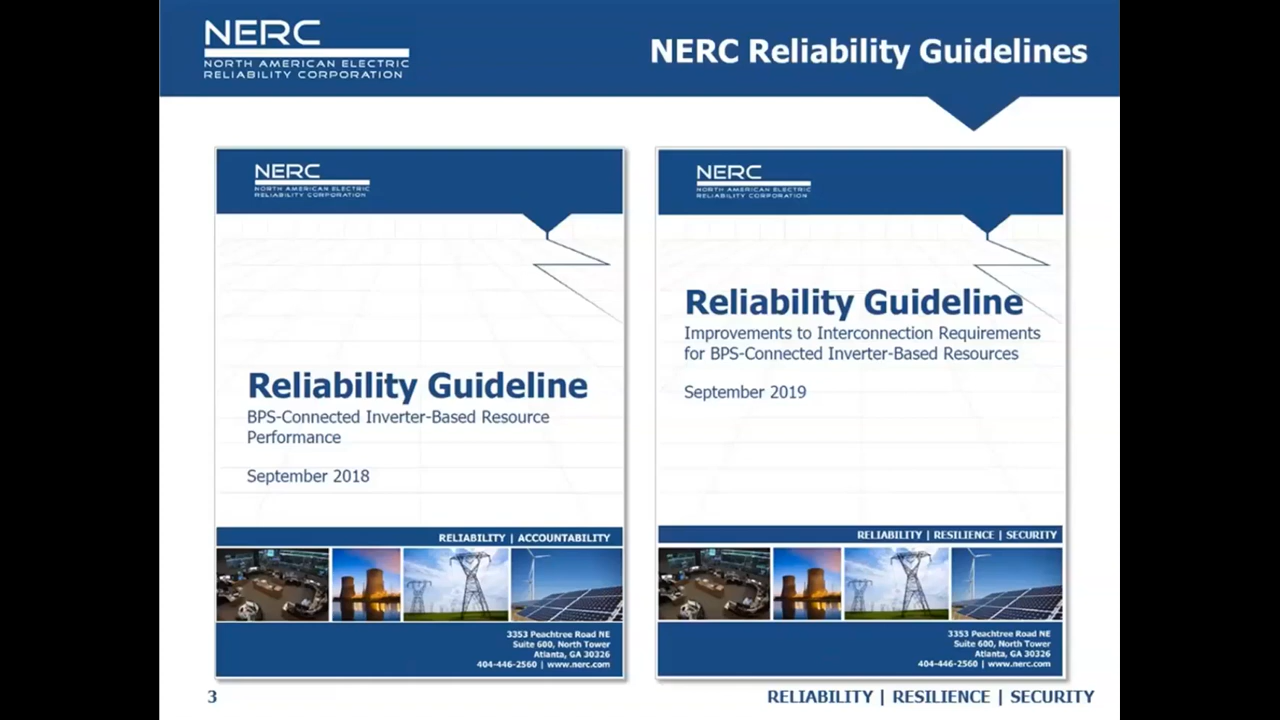 NERC
NORTH AMERICAN ELECTRIC
RELIABILITY CORPORATION
NERC Reliability Guidelines
NERC
NORTH AMERICAN ELECTRIC
RELIABILITY CORPORATION
Reliability Guideline
BPS-Connected Inverter-Based Resource
Performance
September 2018
RELIABILITY | ACCOUNTABILITY
3353 Peachtree Road NE
Suite 600, North Tower
Atlanta, GA 30326
404-446-2560 | www.nerc.com
NERC
NORTH AMERICAN ELECTRIC
RELIABILITY CORPORATION
Reliability Guideline
Improvements to Interconnection Requirements
for BPS-Connected Inverter-Based Resources
September 2019
RELIABILITY | RESILIENCE | SECURITY
3353 Peachtree Road NE
Suite 600, North Tower
Atlanta, GA 30326
404-446-2560 | www.nerc.com
3
RELIABILITY | RESILIENCE | SECURITY